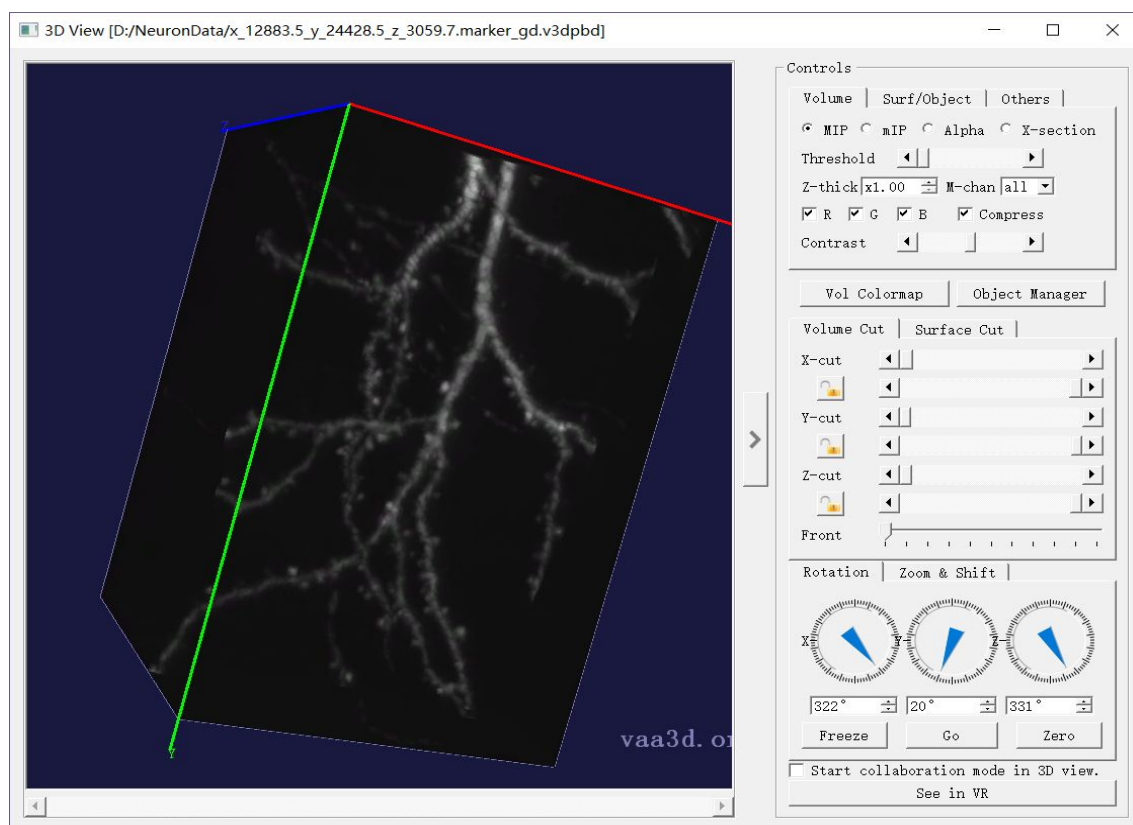 3D View [D:/NeuronData/x_12883.5_y_24428.5_z_3059.7.marker_gd.v3dpbd]
Controls
Volume Surf/Object Others
MIP mIP Alpha X-section
Threshold
Z-thick x1.00 M-chan all
R G B Compress
Contrast
Vol Colormap Object Manager
Volume Cut Surface Cut
X-cut
Y-cut
Z-cut
Front
Rotation Zoom & Shift
X Y Z
322° 20° 331°
Freeze Go Zero
Start collaboration mode in 3D view.
See in VR
Z
Y
vaa3d.or